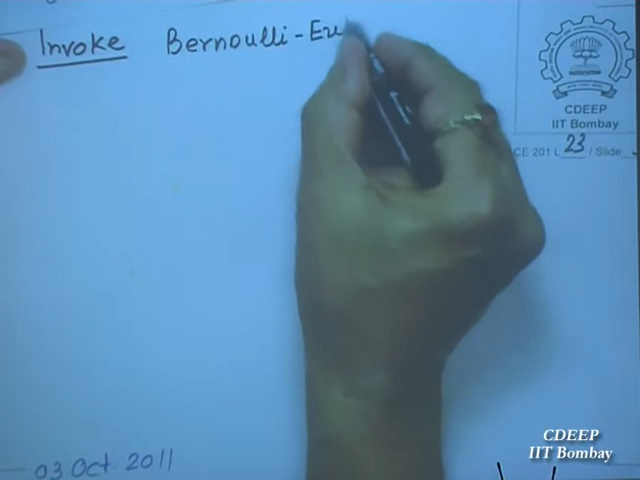 Invoke Bernoulli-Eu
CDEEP
IIT Bombay
CE 201 L 23 / Slide
03 Oct. 2011
CDEEP
IIT Bombay